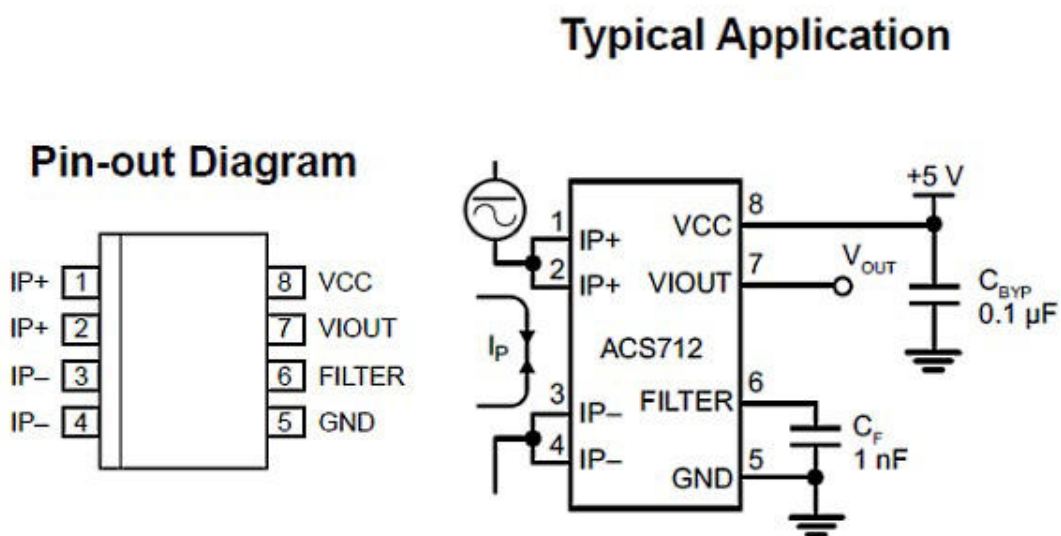 Typical Application
Pin-out Diagram
IP+ 1
8 VCC
IP+ 2
7 VIOUT
IP– 3
6 FILTER
IP– 4
5 GND
+5 V
1
IP+
2
IP+
IP
3
IP–
4
IP–
ACS712
VCC
8
VIOUT
7
VOUT
CBYP
0.1 µF
FILTER
6
CF
1 nF
GND
5